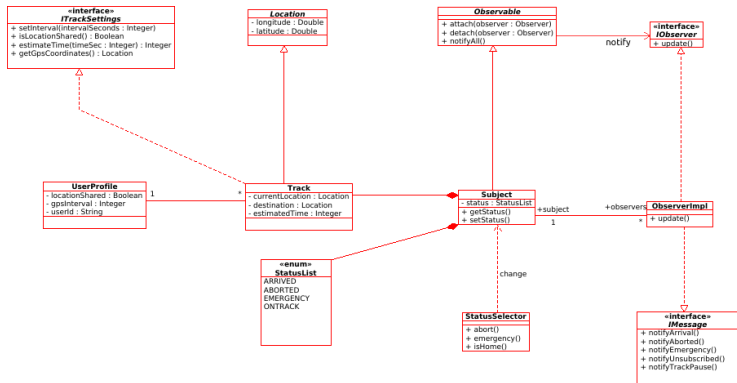 «interface»
ITrackSettings
+ setInterval(intervalSeconds : Integer)
+ isLocationShared() : Boolean
+ estimateTime(timeSec : Integer) : Integer
+ getGpsCoordinates() : Location
Location
- longitude : Double
- latitude : Double
Observable
+ attach(observer : Observer)
+ detach(observer : Observer)
+ notifyAll()
notify
«interface»
IObserver
+ update()
UserProfile
- locationShared : Boolean
- gpsInterval : Integer
- userId : String
1
*
Track
- currentLocation : Location
- destination : Location
- estimatedTime : Integer
Subject
- status : StatusList
+ getStatus()
+ setStatus()
+subject
1
+observers
*
ObserverImpl
+ update()
«enum»
StatusList
ARRIVED
ABORTED
EMERGENCY
ONTRACK
change
StatusSelector
+ abort()
+ emergency()
+ isHome()
«interface»
IMessage
+ notifyArrival()
+ notifyAborted()
+ notifyEmergency()
+ notifyUnsubscribed()
+ notifyTrackPause()